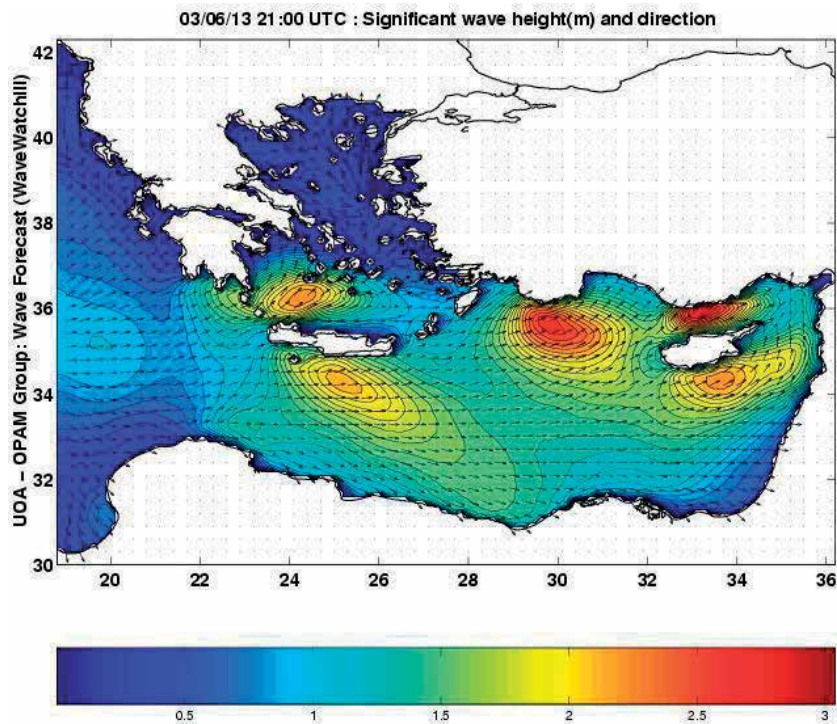 03/06/13 21:00 UTC : Significant wave height(m) and direction
UOA – OPAM Group: Wave Forecast (WaveWatchIII)
42
40
38
36
34
32
30
20 22 24 26 28 30 32 34 36
0.5 1 1.5 2 2.5 3